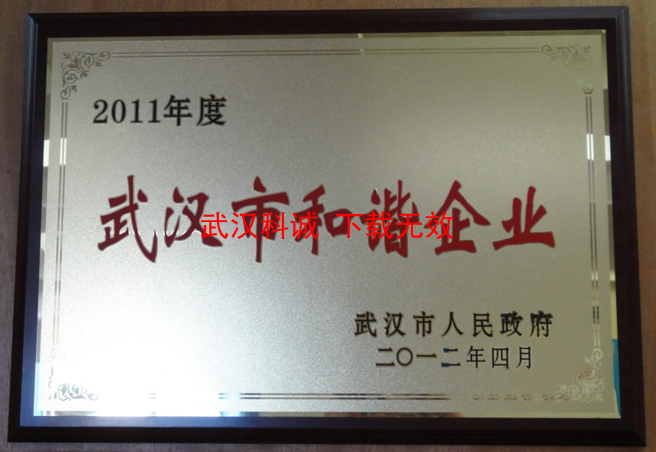 2011年度
武汉市和谐企业
武汉科诚 下载无效
武汉市人民政府
二〇一二年四月